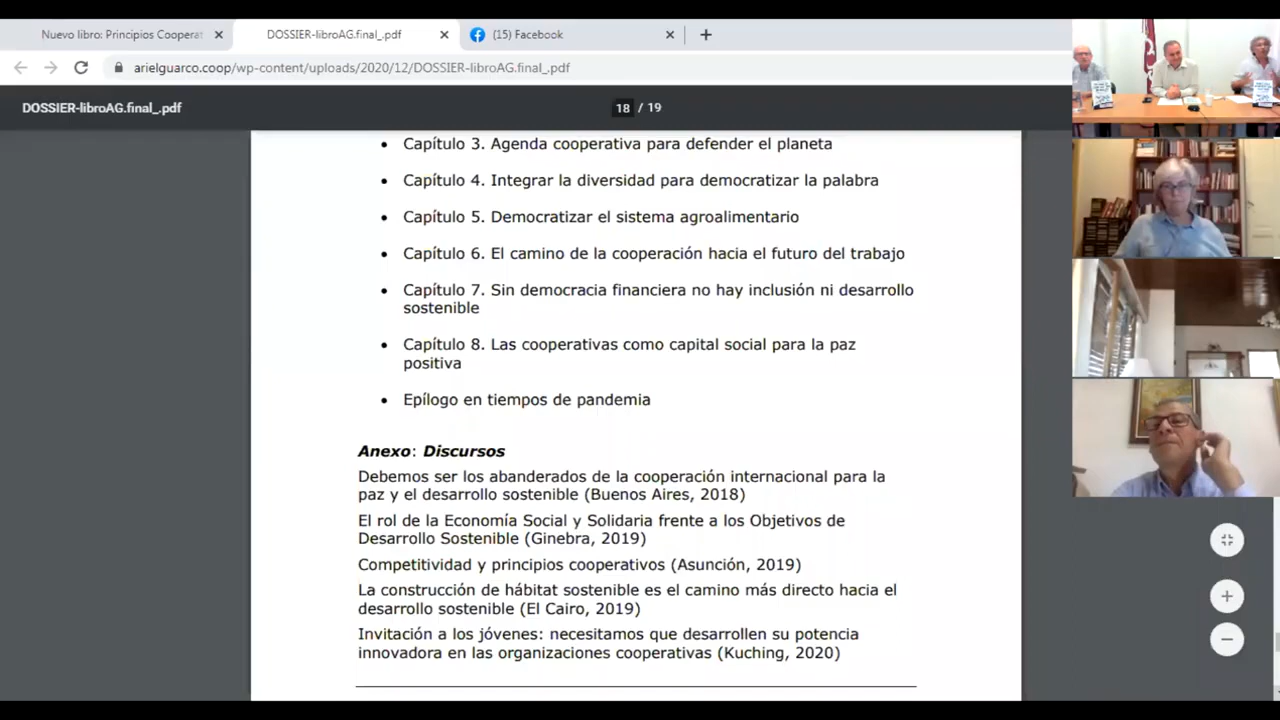 Nuevo libro: Principios Cooperat
DOSSIER-libroAG.final_.pdf
(15) Facebook
arielguarco.coop/wp-content/uploads/2020/12/DOSSIER-libroAG.final_.pdf
DOSSIER-libroAG.final_.pdf
18 / 19
• Capítulo 3. Agenda cooperativa para defender el planeta
• Capítulo 4. Integrar la diversidad para democratizar la palabra
• Capítulo 5. Democratizar el sistema agroalimentario
• Capítulo 6. El camino de la cooperación hacia el futuro del trabajo
• Capítulo 7. Sin democracia financiera no hay inclusión ni desarrollo
sostenible
• Capítulo 8. Las cooperativas como capital social para la paz
positiva
• Epílogo en tiempos de pandemia
Anexo: Discursos
Debemos ser los abanderados de la cooperación internacional para la
paz y el desarrollo sostenible (Buenos Aires, 2018)
El rol de la Economía Social y Solidaria frente a los Objetivos de
Desarrollo Sostenible (Ginebra, 2019)
Competitividad y principios cooperativos (Asunción, 2019)
La construcción de hábitat sostenible es el camino más directo hacia el
desarrollo sostenible (El Cairo, 2019)
Invitación a los jóvenes: necesitamos que desarrollen su potencia
innovadora en las organizaciones cooperativas (Kuching, 2020)